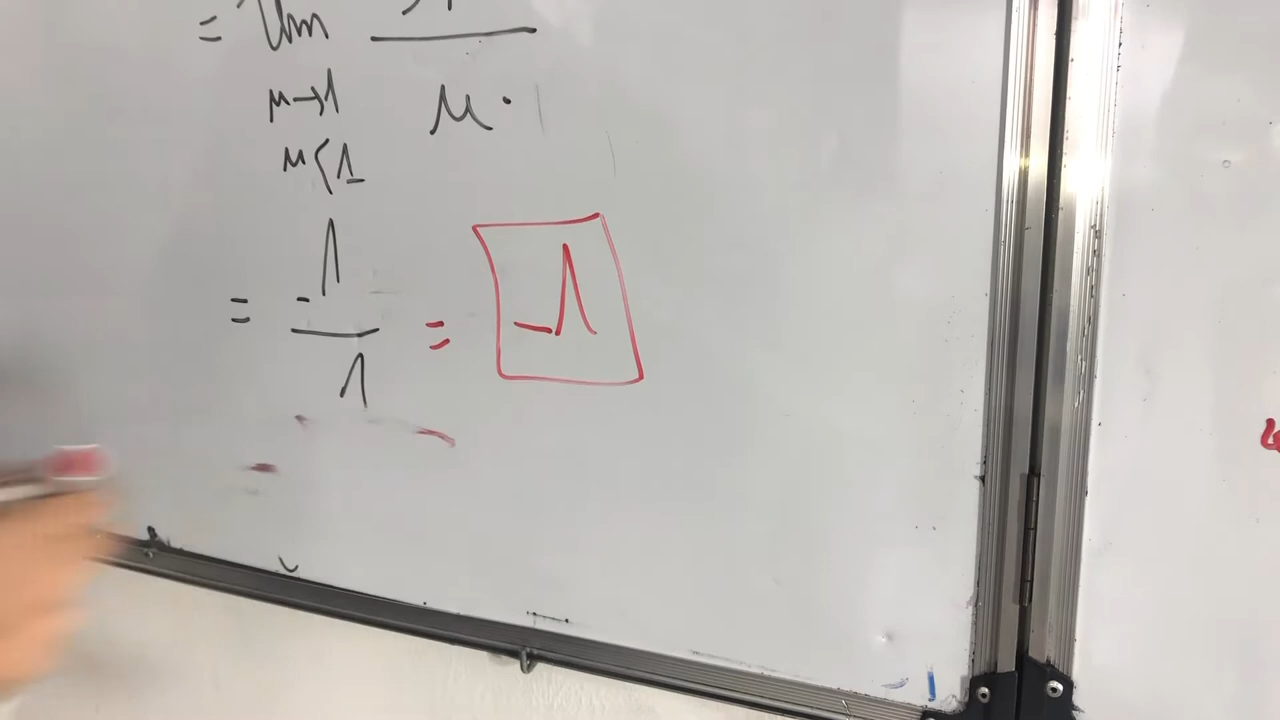 = lim
x→1 x.
x<1
= -1/1 = -1